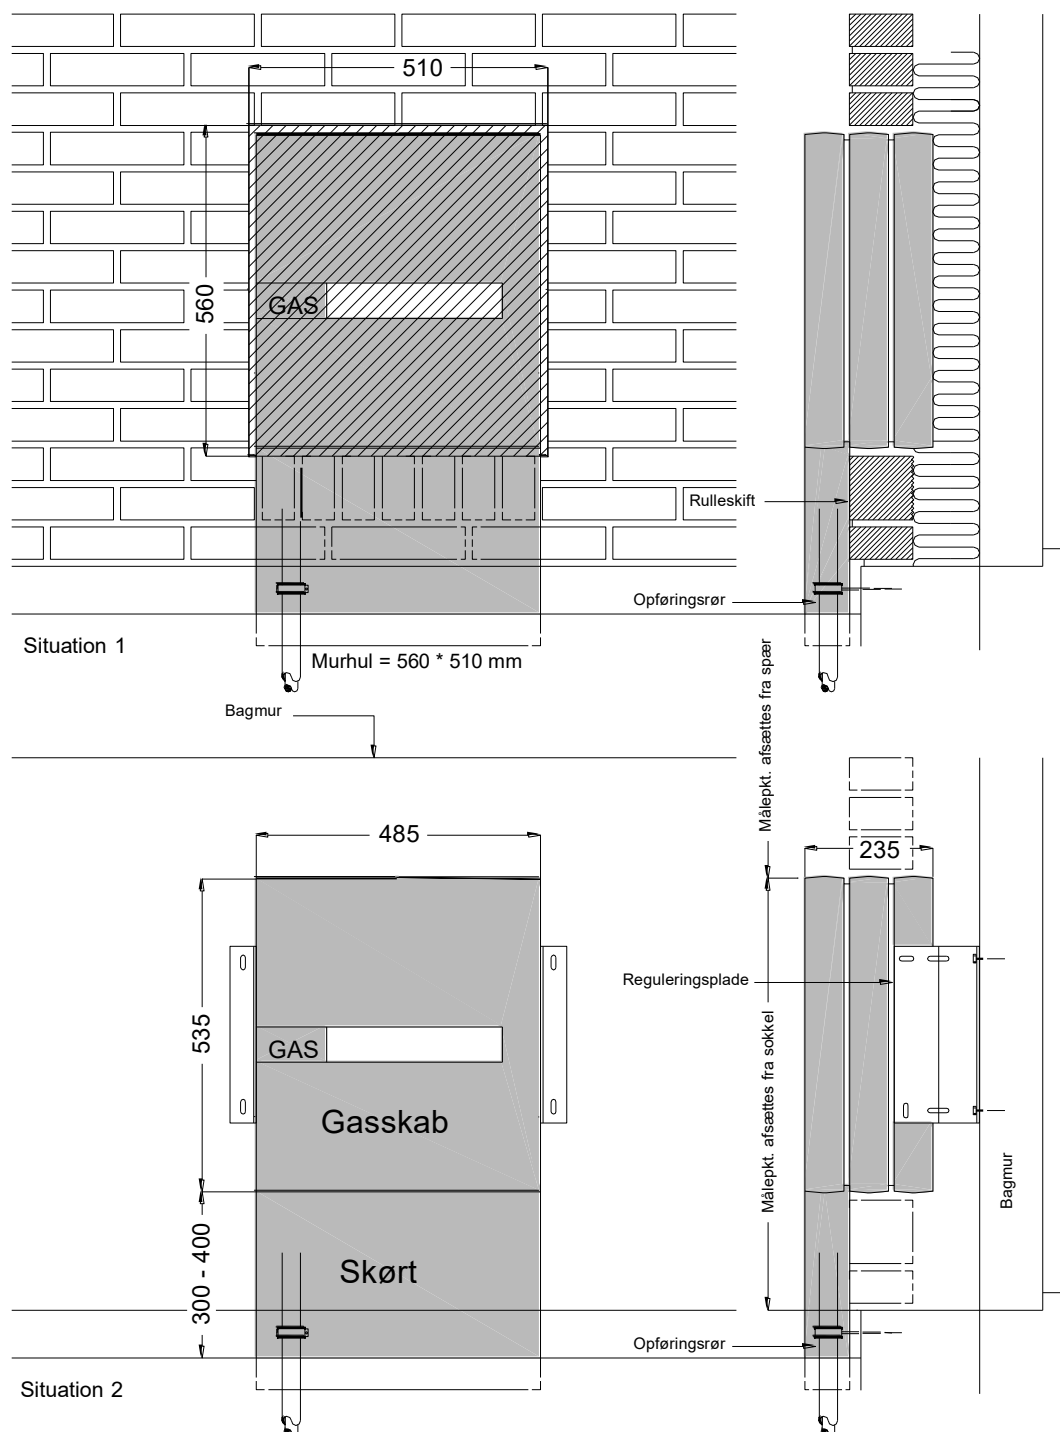 510
560
GAS
Rulleskift
Opføringsrør
Situation 1
Murhul = 560 * 510 mm
Bagmur
Målepkt. afsættes fra spær
485
235
535
Reguleringsplade
GAS
Gasskab
Målepkt. afsættes fra sokkel
Bagmur
300 - 400
Skørt
Opføringsrør
Situation 2